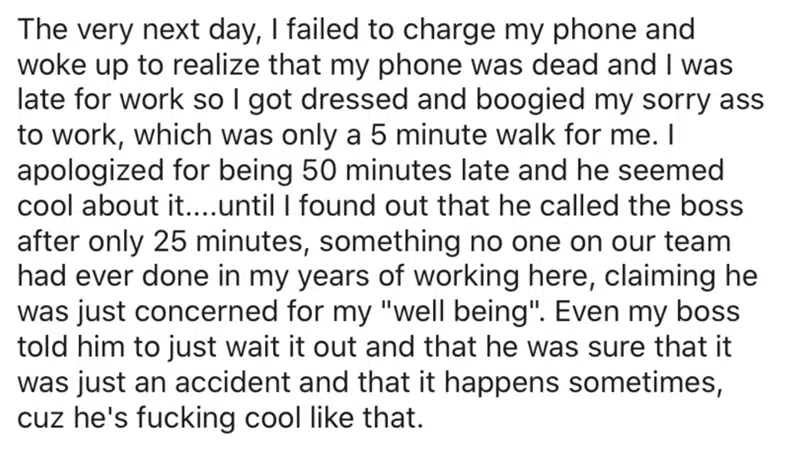 The very next day, I failed to charge my phone and
woke up to realize that my phone was dead and I was
late for work so I got dressed and boogied my sorry ass
to work, which was only a 5 minute walk for me. I
apologized for being 50 minutes late and he seemed
cool about it....until I found out that he called the boss
after only 25 minutes, something no one on our team
had ever done in my years of working here, claiming he
was just concerned for my "well being". Even my boss
told him to just wait it out and that he was sure that it
was just an accident and that it happens sometimes,
cuz he's fucking cool like that.